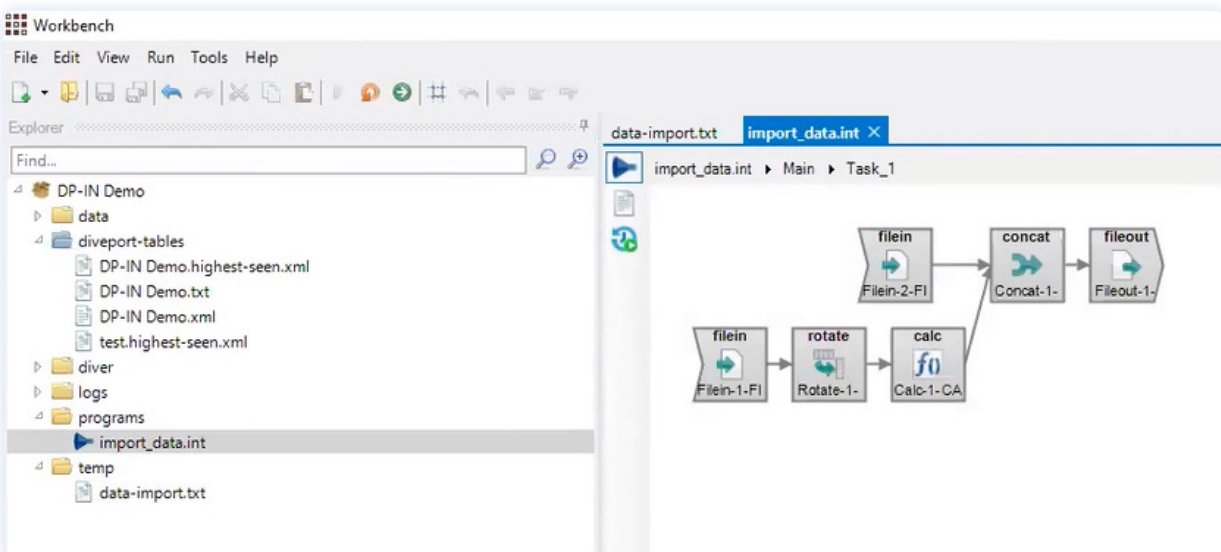 Workbench
File Edit View Run Tools Help
Explorer
Find...
DP-IN Demo
data
diveport-tables
DP-IN Demo.highest-seen.xml
DP-IN Demo.txt
DP-IN Demo.xml
test.highest-seen.xml
diver
logs
programs
import_data.int
temp
data-import.txt
data-import.txt import_data.int
import_data.int Main Task_1
filein concat fileout
Filein-2-FI Concat-1- Fileout-1-
filein rotate calc
f()
Filein-1-FI Rotate-1- Calc-1-CA